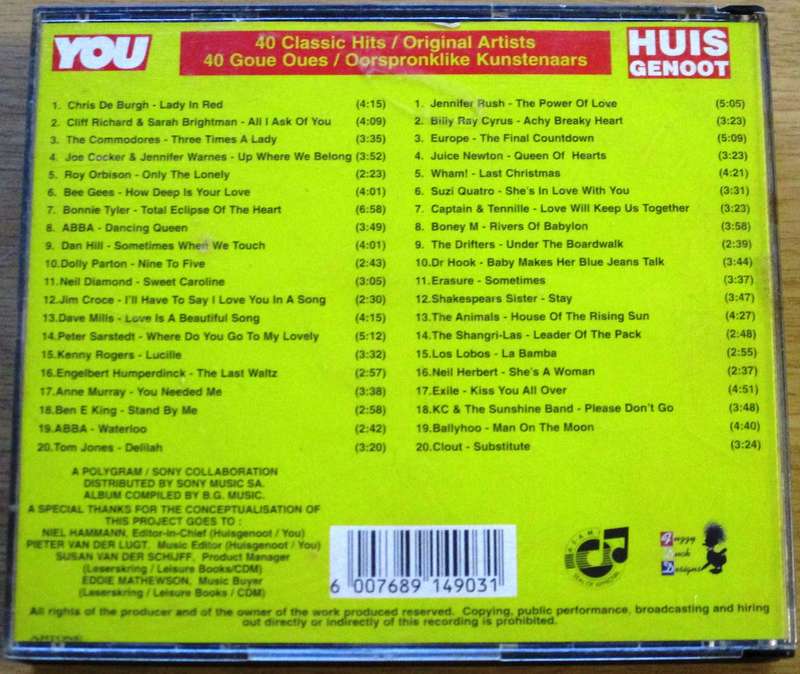 YOU
40 Classic Hits / Original Artists
40 Goue Oues / Oorspronklike Kunstenaars
HUIS
GENOOT
1. Chris De Burgh - Lady In Red (4:15)
2. Cliff Richard & Sarah Brightman - All I Ask Of You (4:09)
3. The Commodores - Three Times A Lady (3:35)
4. Joe Cocker & Jennifer Warnes - Up Where We Belong (3:52)
5. Roy Orbison - Only The Lonely (2:23)
6. Bee Gees - How Deep Is Your Love (4:01)
7. Bonnie Tyler - Total Eclipse Of The Heart (6:58)
8. ABBA - Dancing Queen (3:49)
9. Dan Hill - Sometimes When We Touch (4:01)
10. Dolly Parton - Nine To Five (2:43)
11. Neil Diamond - Sweet Caroline (3:05)
12. Jim Croce - I'll Have To Say I Love You In A Song (2:30)
13. Dave Mills - Love Is A Beautiful Song (4:15)
14. Peter Sarstedt - Where Do You Go To My Lovely (5:12)
15. Kenny Rogers - Lucille (3:32)
16. Engelbert Humperdinck - The Last Waltz (2:57)
17. Anne Murray - You Needed Me (3:38)
18. Ben E King - Stand By Me (2:58)
19. ABBA - Waterloo (2:42)
20. Tom Jones - Delilah (3:20)
1. Jennifer Rush - The Power Of Love (5:05)
2. Billy Ray Cyrus - Achy Breaky Heart (3:23)
3. Europe - The Final Countdown (5:09)
4. Juice Newton - Queen Of Hearts (3:23)
5. Wham! - Last Christmas (4:21)
6. Suzi Quatro - She's In Love With You (3:31)
7. Captain & Tennille - Love Will Keep Us Together (3:23)
8. Boney M - Rivers Of Babylon (3:58)
9. The Drifters - Under The Boardwalk (2:39)
10. Dr Hook - Baby Makes Her Blue Jeans Talk (3:44)
11. Erasure - Sometimes (3:37)
12. Shakespears Sister - Stay (3:47)
13. The Animals - House Of The Rising Sun (4:27)
14. The Shangri-Las - Leader Of The Pack (2:48)
15. Los Lobos - La Bamba (2:55)
16. Neil Herbert - She's A Woman (2:37)
17. Exile - Kiss You All Over (4:51)
18. KC & The Sunshine Band - Please Don't Go (3:48)
19. Ballyhoo - Man On The Moon (4:40)
20. Clout - Substitute (3:24)
A POLYGRAM / SONY COLLABORATION
DISTRIBUTED BY SONY MUSIC SA.
ALBUM COMPILED BY B.G. MUSIC.
A SPECIAL THANKS FOR THE CONCEPTUALISATION OF
THIS PROJECT GOES TO :
NIEL HAMMANN, Editor-in-Chief (Huisgenoot / You)
PIETER VAN DER LUGT, Music Editor (Huisgenoot / You)
SUSAN VAN DER SCHIJFF, Product Manager
(Leserskring / Leisure Books/CDM)
EDDIE MATHEWSON, Music Buyer
(Leserskring / Leisure Books / CDM)
6 007689 149031
SEAL OF APPROVAL
Fuzzy
Duck
Designs
All rights of the producer and of the owner of the work produced reserved. Copying, public performance, broadcasting and hiring
out directly or indirectly of this recording is prohibited.